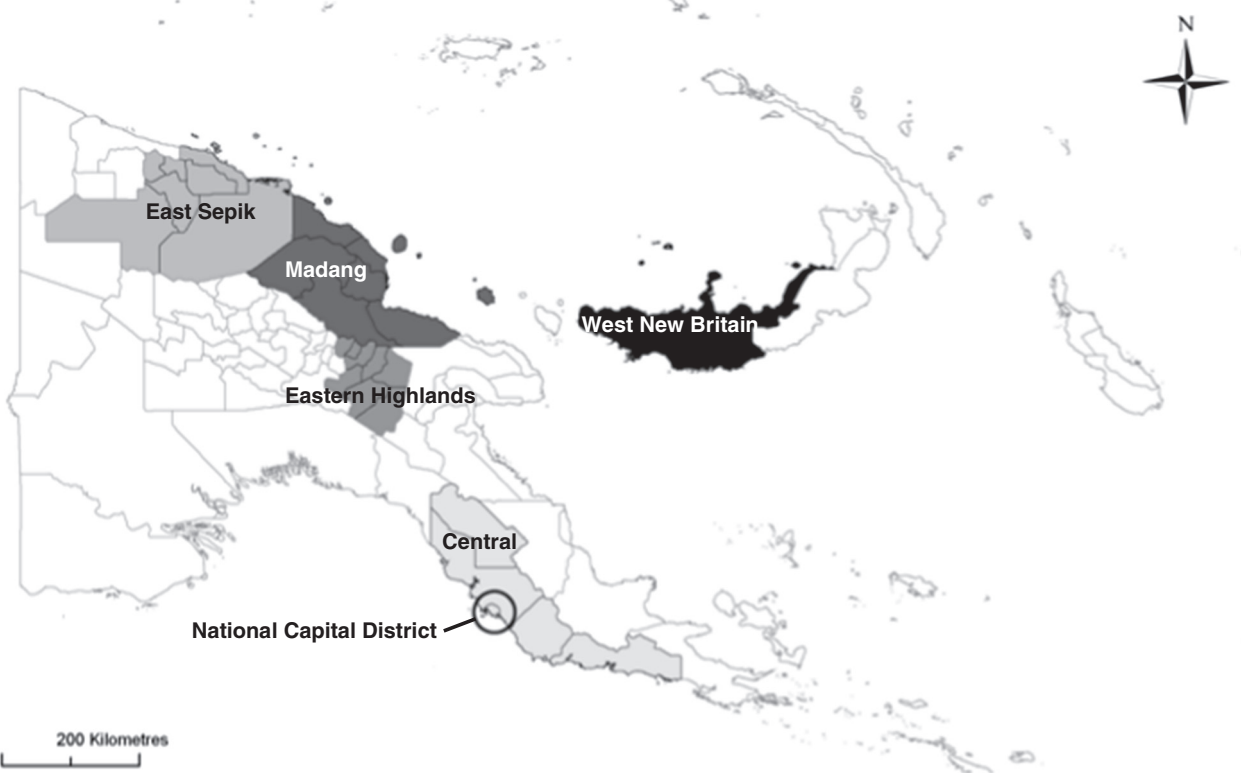 N
East Sepik
Madang
West New Britain
Eastern Highlands
Central
National Capital District
200 Kilometres